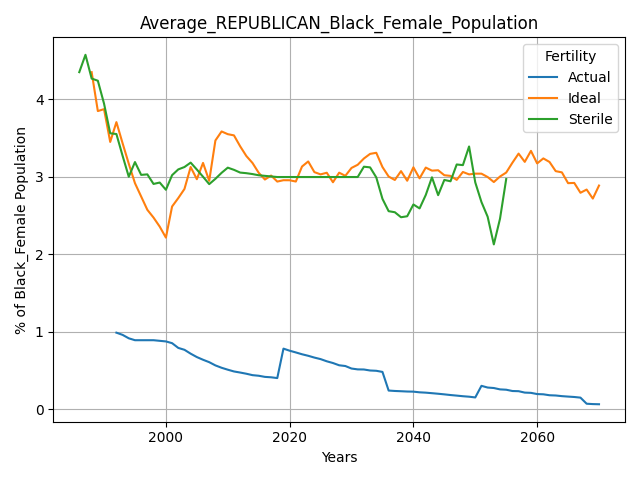 Average_REPUBLICAN_Black_Female_Population
Fertility
Actual
Ideal
Sterile
% of Black_Female Population
4
3
2
1
0
2000
2020
2040
2060
Years